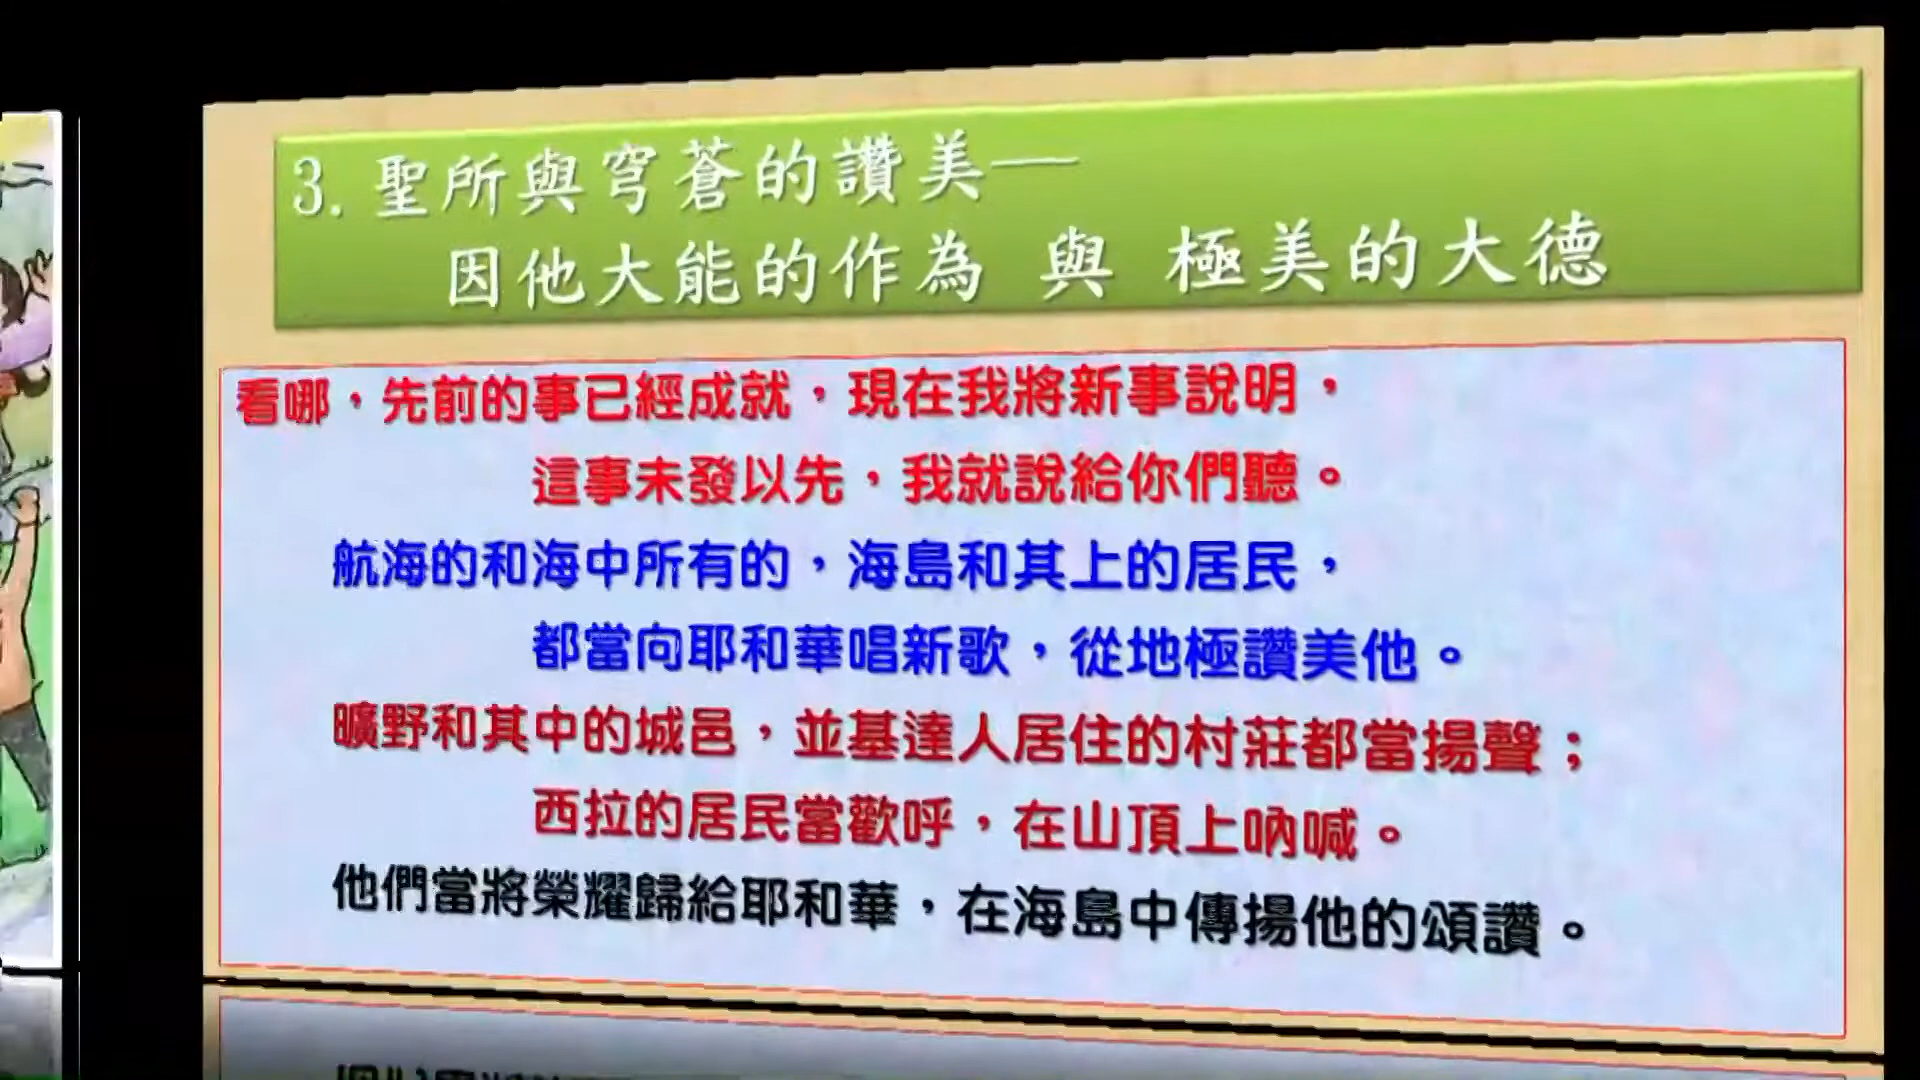 3. 聖所與穹蒼的讚美—
因他大能的作為 與 極美的大德
看哪，先前的事已經成就，現在我將新事說明，
這事未發以先，我就說給你們聽。
航海的和海中所有的，海島和其上的居民，
都當向耶和華唱新歌，從地極讚美他。
曠野和其中的城邑，並基達人居住的村莊都當揚聲；
西拉的居民當歡呼，在山頂上吶喊。
他們當將榮耀歸給耶和華，在海島中傳揚他的頌讚。